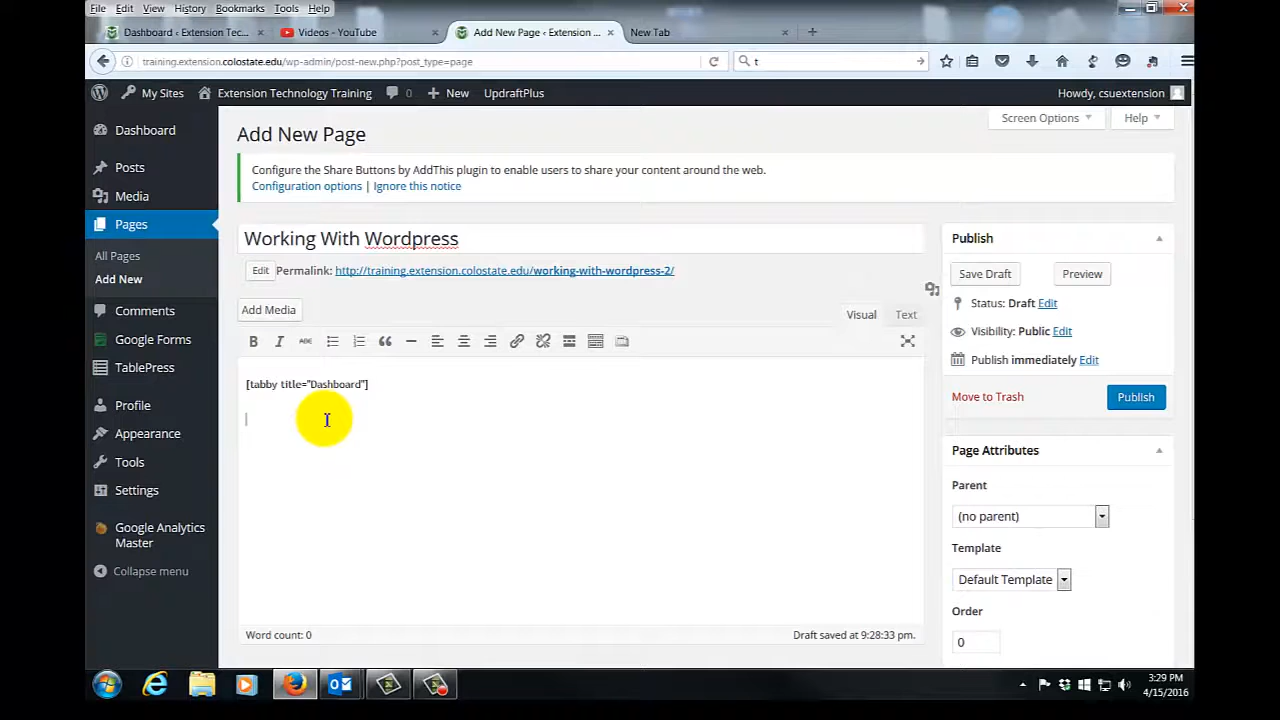 File Edit View History Bookmarks Tools Help
Dashboard ‹ Extension Tec... × Videos - YouTube × Add New Page ‹ Extension ... × New Tab × +
training.extension.colostate.edu/wp-admin/post-new.php?post_type=page t
My Sites Extension Technology Training 0 + New UpdraftPlus Howdy, csuextension
Screen Options Help
Dashboard
Posts
Media
Pages
All Pages
Add New
Comments
Google Forms
TablePress
Profile
Appearance
Tools
Settings
Google Analytics
Master
Collapse menu
Add New Page
Configure the Share Buttons by AddThis plugin to enable users to share your content around the web.
Configuration options | Ignore this notice
Working With Wordpress
Edit Permalink: http://training.extension.colostate.edu/working-with-wordpress-2/
Add Media
Visual Text
B I ABC
[tabby title="Dashboard"]
Word count: 0 Draft saved at 9:28:33 pm.
Publish
Save Draft Preview
Status: Draft Edit
Visibility: Public Edit
Publish immediately Edit
Move to Trash Publish
Page Attributes
Parent
(no parent)
Template
Default Template
Order
0
3:29 PM
4/15/2016